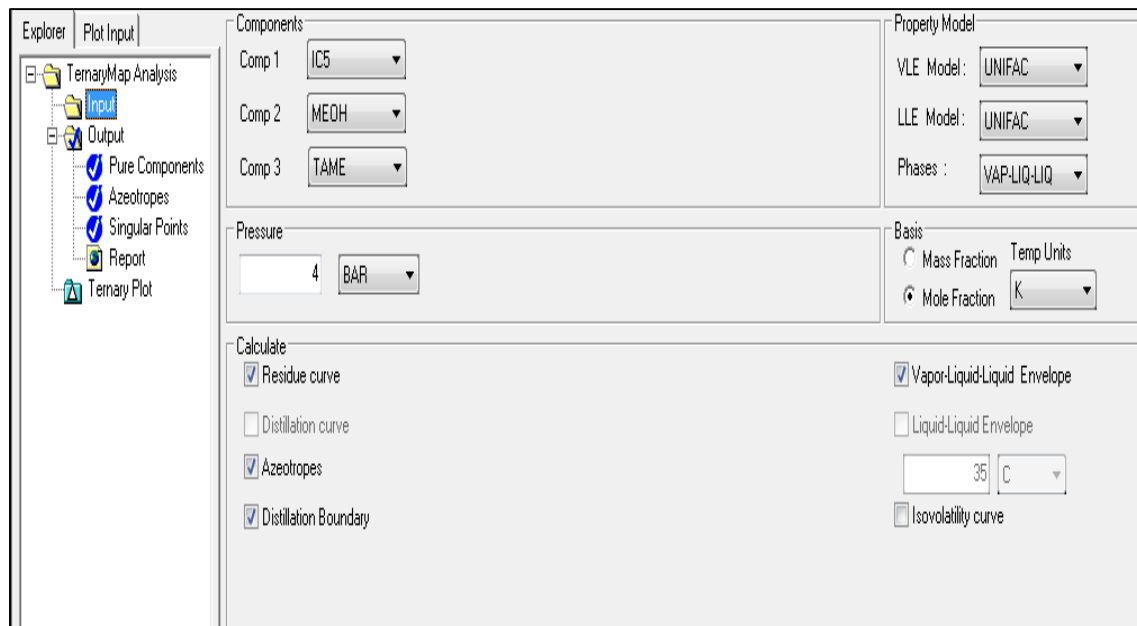 Explorer
Plot Input
TernaryMap Analysis
Input
Output
Pure Components
Azeotropes
Singular Points
Report
Ternary Plot
Components
Comp 1 IC5
Comp 2 MEOH
Comp 3 TAME
Property Model
VLE Model : UNIFAC
LLE Model : UNIFAC
Phases : VAP-LIQ-LIQ
Pressure
4 BAR
Basis
Mass Fraction Temp Units
Mole Fraction K
Calculate
Residue curve
Distillation curve
Azeotropes
Distillation Boundary
Vapor-Liquid-Liquid Envelope
Liquid-Liquid Envelope
35 C
Isovolatility curve